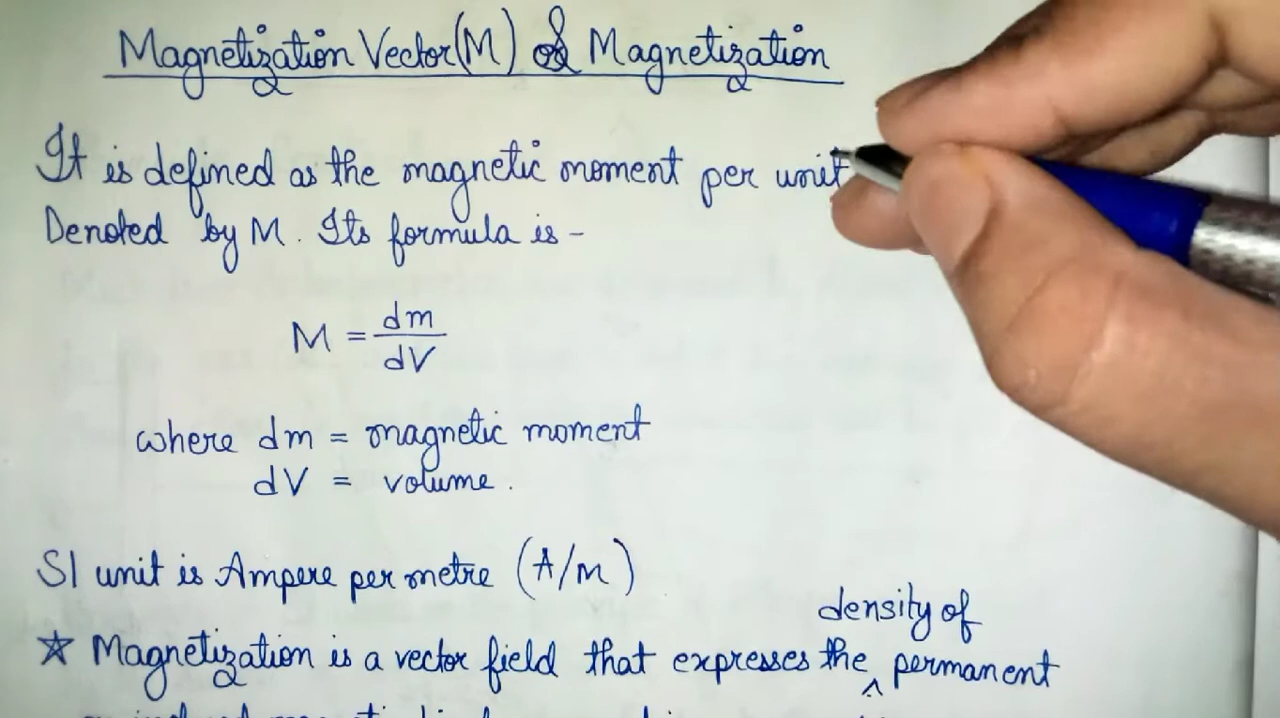 Magnetization Vector(M) of Magnetization
It is defined as the magnetic moment per unit
Denoted by M. Its formula is -
M = dm
dV
where dm = magnetic moment
dV = volume.
SI unit is Ampere per metre (A/m)
density of
☆ Magnetization is a vector field that expresses the ^ permanent